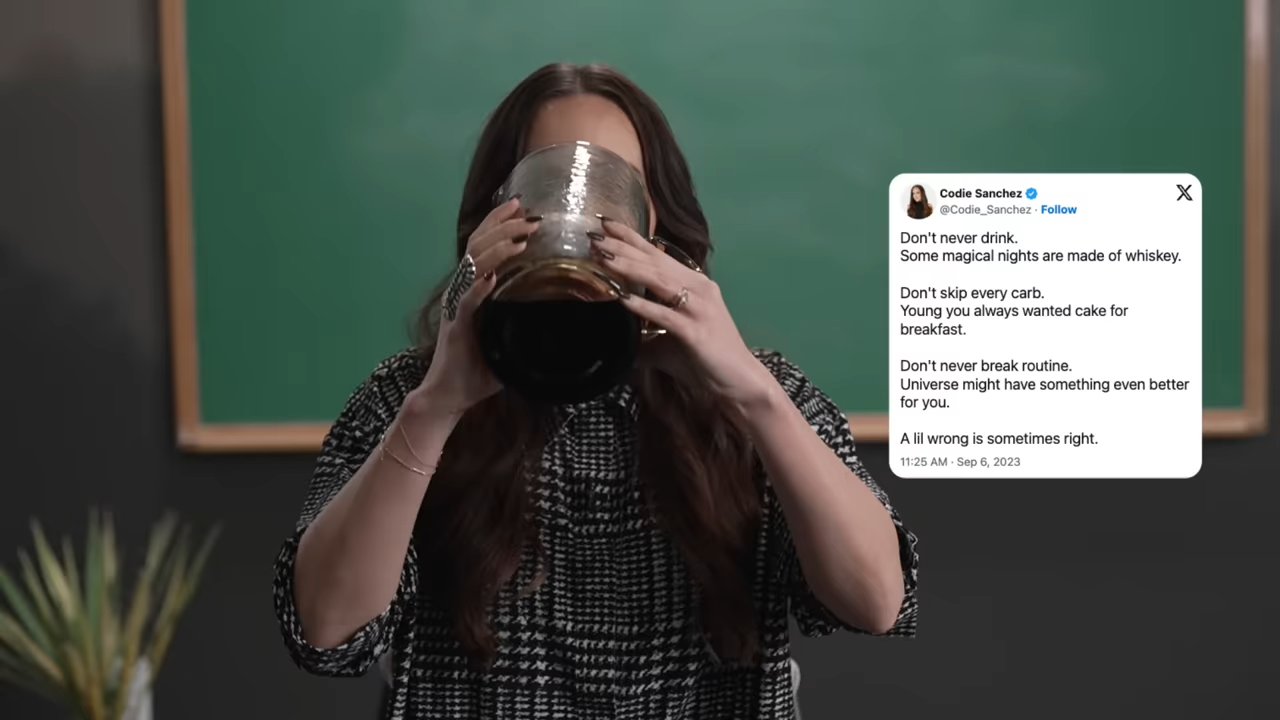 Codie Sanchez
@Codie_Sanchez · Follow
Don't never drink.
Some magical nights are made of whiskey.
Don't skip every carb.
Young you always wanted cake for
breakfast.
Don't never break routine.
Universe might have something even better
for you.
A lil wrong is sometimes right.
11:25 AM · Sep 6, 2023